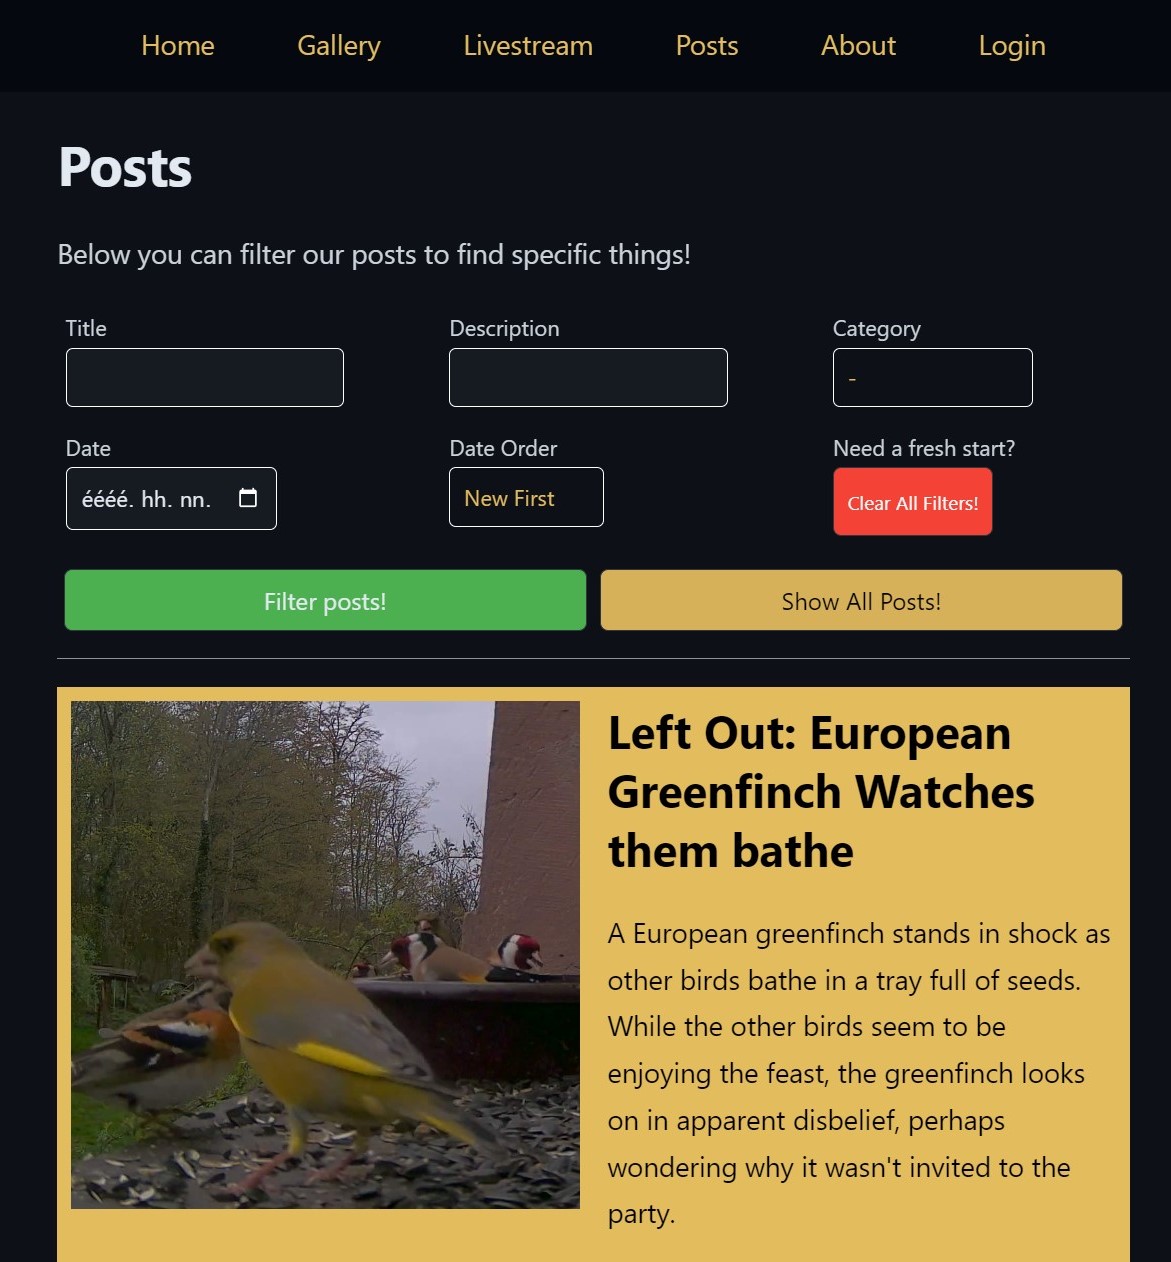 Home Gallery Livestream Posts About Login
Posts
Below you can filter our posts to find specific things!
Title Description Category
-
Date Date Order Need a fresh start?
éééé. hh. nn. New First Clear All Filters!
Filter posts! Show All Posts!
Left Out: European
Greenfinch Watches
them bathe
A European greenfinch stands in shock as
other birds bathe in a tray full of seeds.
While the other birds seem to be
enjoying the feast, the greenfinch looks
on in apparent disbelief, perhaps
wondering why it wasn't invited to the
party.